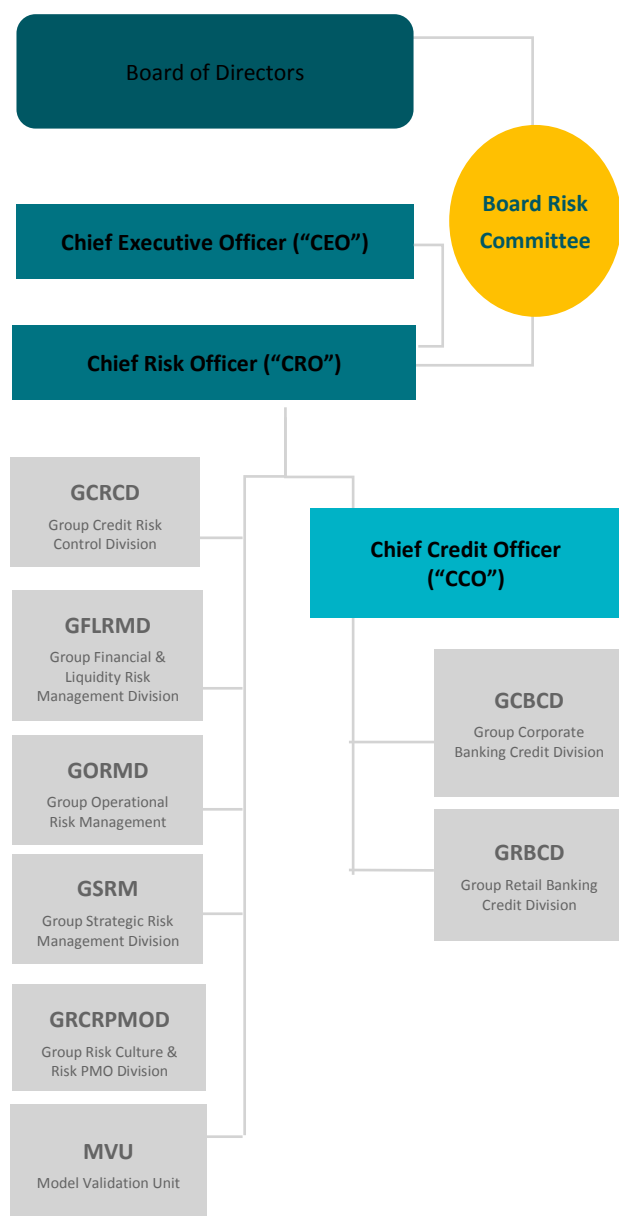 Board of Directors
Board Risk
Committee
Chief Executive Officer (“CEO”)
Chief Risk Officer (“CRO”)
GCRCD
Group Credit Risk
Control Division
GFLRMD
Group Financial &
Liquidity Risk
Management Division
GORMD
Group Operational
Risk Management
GSRM
Group Strategic Risk
Management Division
GRCRPMOD
Group Risk Culture &
Risk PMO Division
MVU
Model Validation Unit
Chief Credit Officer
(“CCO”)
GCBCD
Group Corporate
Banking Credit Division
GRBCD
Group Retail Banking
Credit Division